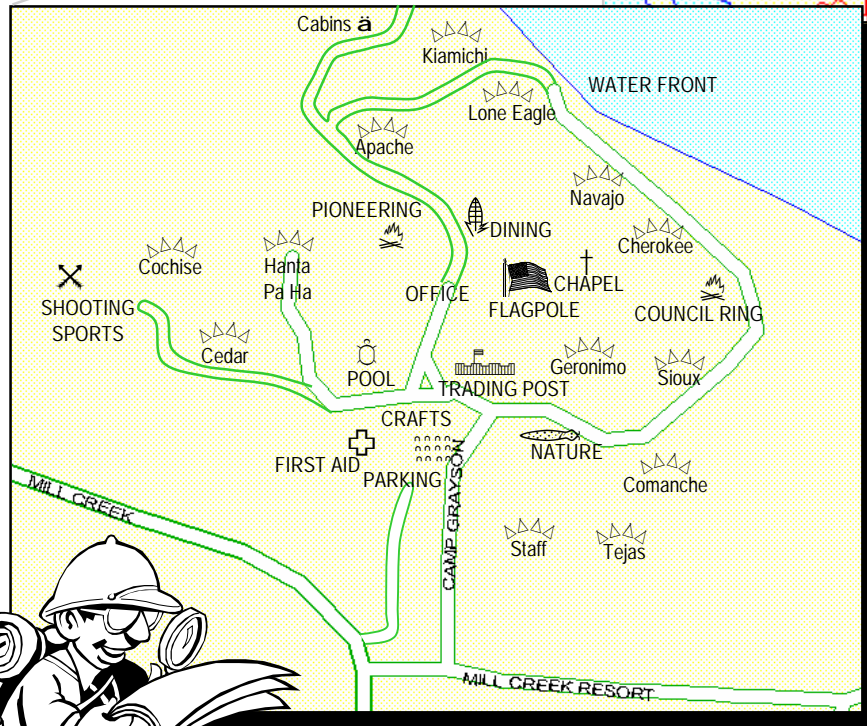 Cabins ä
Kiamichi
WATER FRONT
Lone Eagle
Apache
Navajo
PIONEERING
DINING
Cherokee
Cochise
Hanta
Pa Ha
CHAPEL
OFFICE
FLAGPOLE
COUNCIL RING
SHOOTING
SPORTS
Cedar
POOL
TRADING POST
Geronimo
Sioux
CRAFTS
FIRST AID
PARKING
NATURE
Comanche
MILL CREEK
CAMP GRAYSON
Staff
Tejas
MILL CREEK RESORT